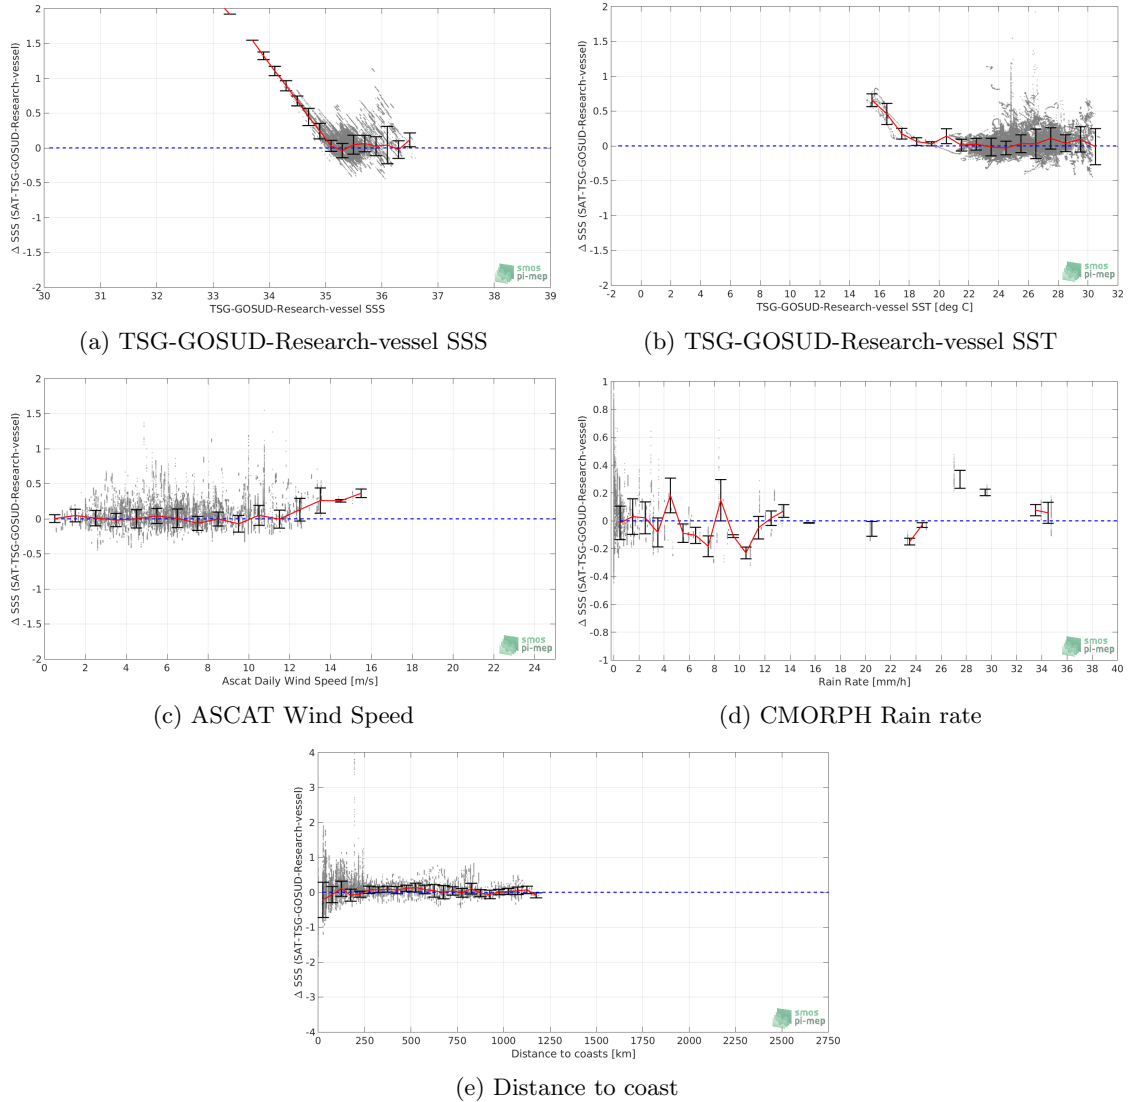 Δ SSS (SAT-TSG-GOSUD-Research-vessel)
2
1.5
1
0.5
0
-0.5
-1
-1.5
-2
30 31 32 33 34 35 36 37 38 39
TSG-GOSUD-Research-vessel SSS
smos
pi-mep
(a) TSG-GOSUD-Research-vessel SSS
Δ SSS (SAT-TSG-GOSUD-Research-vessel)
2
1.5
1
0.5
0
-0.5
-1
-1.5
-2
-2 0 2 4 6 8 10 12 14 16 18 20 22 24 26 28 30 32
TSG-GOSUD-Research-vessel SST [deg C]
smos
pi-mep
(b) TSG-GOSUD-Research-vessel SST
Δ SSS (SAT-TSG-GOSUD-Research-vessel)
2
1.5
1
0.5
0
-0.5
-1
-1.5
-2
0 2 4 6 8 10 12 14 16 18 20 22 24
Ascat Daily Wind Speed [m/s]
smos
pi-mep
(c) ASCAT Wind Speed
Δ SSS (SAT-TSG-GOSUD-Research-vessel)
1
0.8
0.6
0.4
0.2
0
-0.2
-0.4
-0.6
-0.8
-1
0 2 4 6 8 10 12 14 16 18 20 22 24 26 28 30 32 34 36 38 40
Rain Rate [mm/h]
smos
pi-mep
(d) CMORPH Rain rate
Δ SSS (SAT-TSG-GOSUD-Research-vessel)
4
3
2
1
0
-1
-2
-3
-4
0 250 500 750 1000 1250 1500 1750 2000 2250 2500 2750
Distance to coasts [km]
smos
pi-mep
(e) Distance to coast